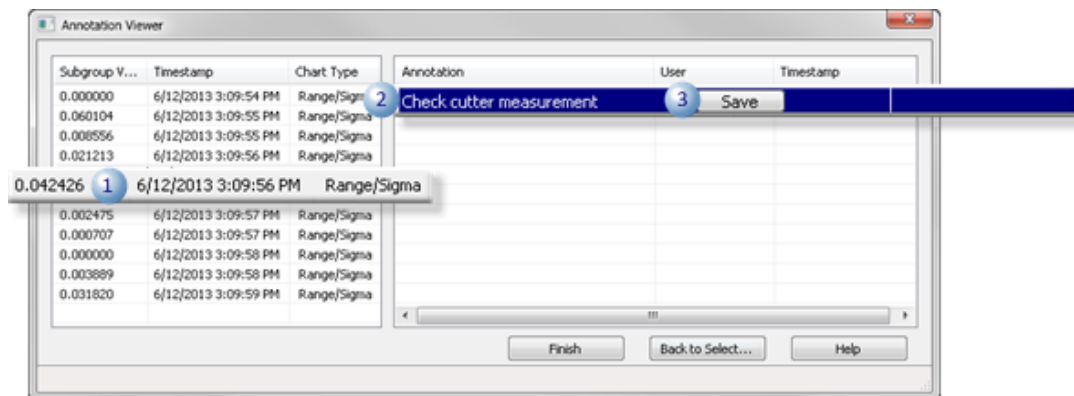 Annotation Viewer
Subgroup V... Timestamp Chart Type Annotation User Timestamp
0.000000 6/12/2013 3:09:54 PM Range/Sigm 2 Check cutter measurement 3 Save
0.060104 6/12/2013 3:09:55 PM Range/Sigma
0.008556 6/12/2013 3:09:55 PM Range/Sigma
0.021213 6/12/2013 3:09:56 PM Range/Sigma
0.042426 1 6/12/2013 3:09:56 PM Range/Sigma
0.002475 6/12/2013 3:09:57 PM Range/Sigma
0.000707 6/12/2013 3:09:57 PM Range/Sigma
0.000000 6/12/2013 3:09:58 PM Range/Sigma
0.003889 6/12/2013 3:09:58 PM Range/Sigma
0.031820 6/12/2013 3:09:59 PM Range/Sigma
Finish Back to Select... Help